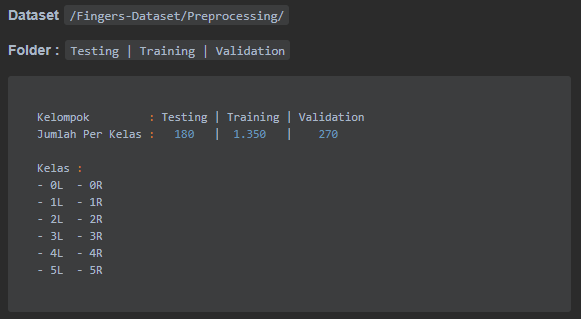 Dataset /Fingers-Dataset/Preprocessing/
Folder : Testing | Training | Validation
Kelompok : Testing | Training | Validation
Jumlah Per Kelas : 180 | 1.350 | 270
Kelas :
- 0L - 0R
- 1L - 1R
- 2L - 2R
- 3L - 3R
- 4L - 4R
- 5L - 5R